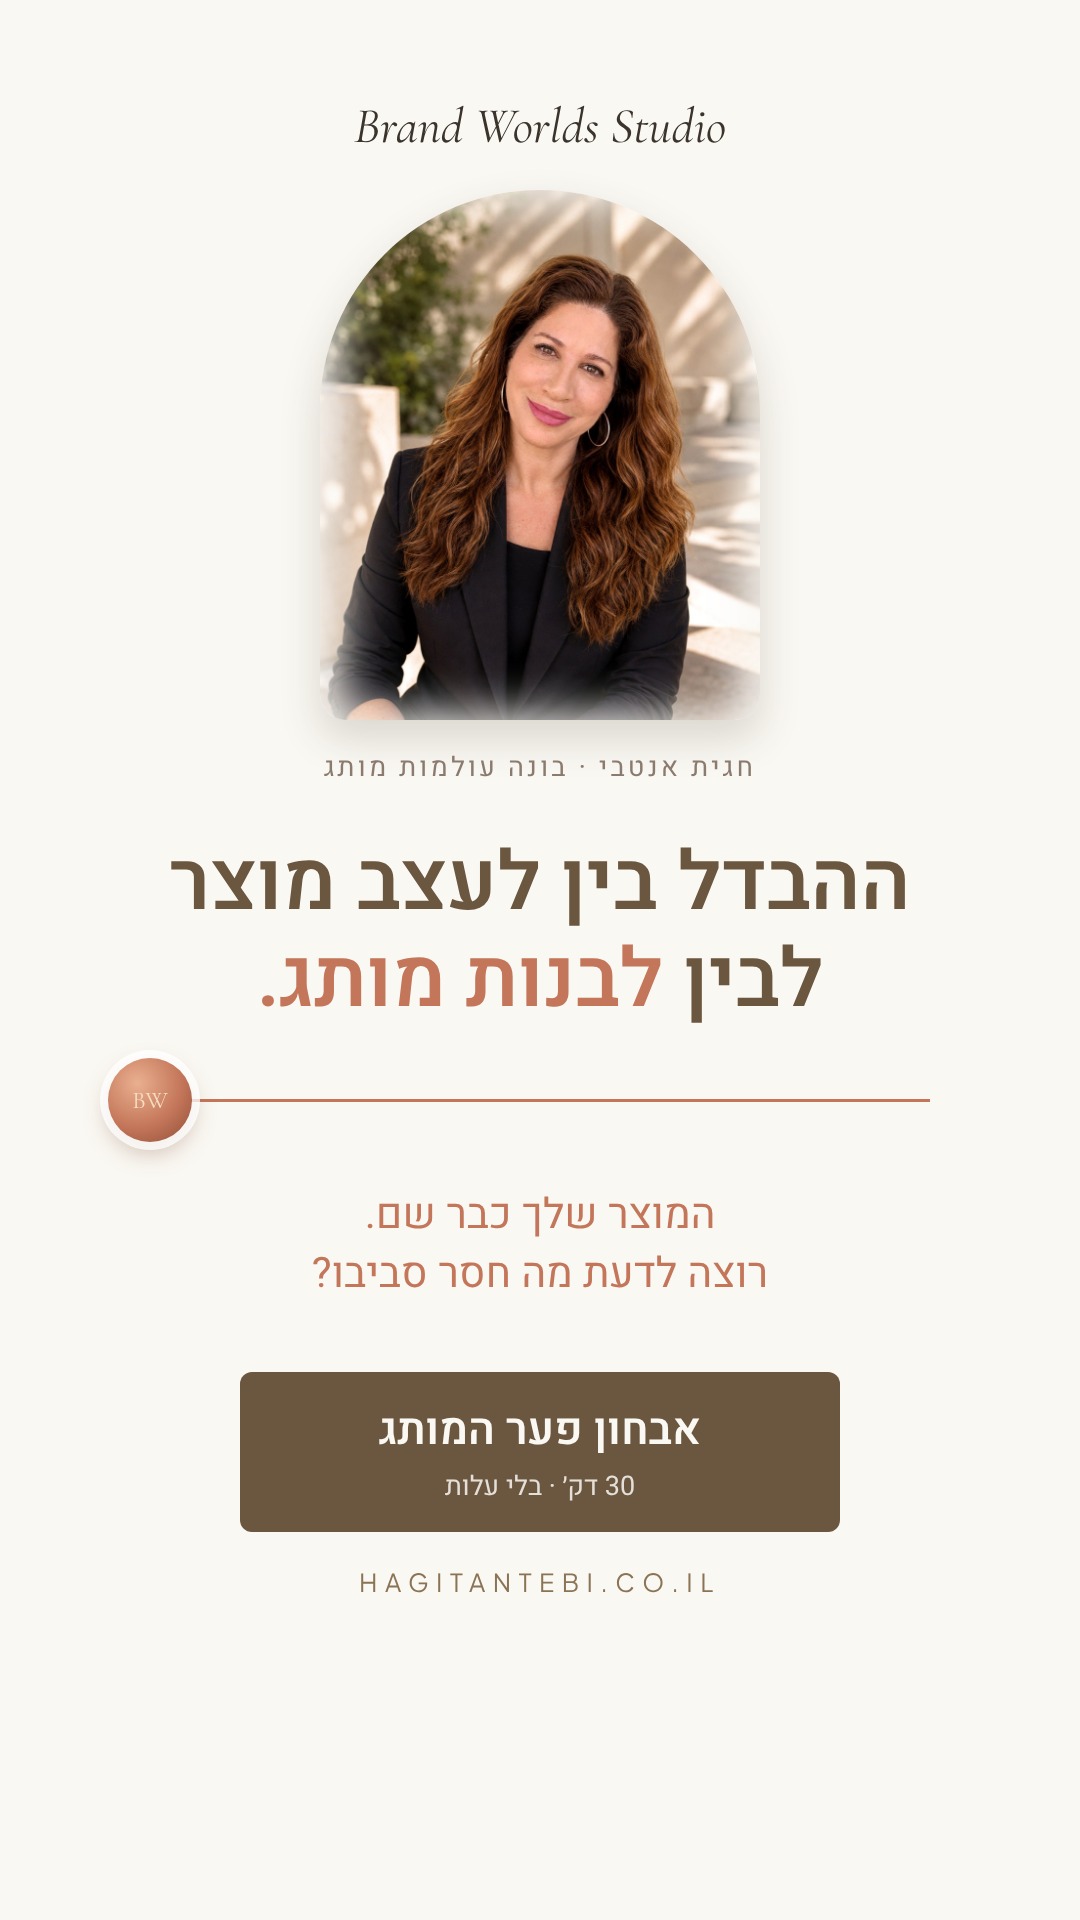 Brand Worlds Studio
חגית אנטבי · בונה עולמות מותג
ההבדל בין לעצב מוצר
לבין לבנות מותג.
BW
המוצר שלך כבר שם.
רוצה לדעת מה חסר סביבו?
אבחון פער המותג
30 דק׳ · בלי עלות
HAGITANTEBI.CO.IL